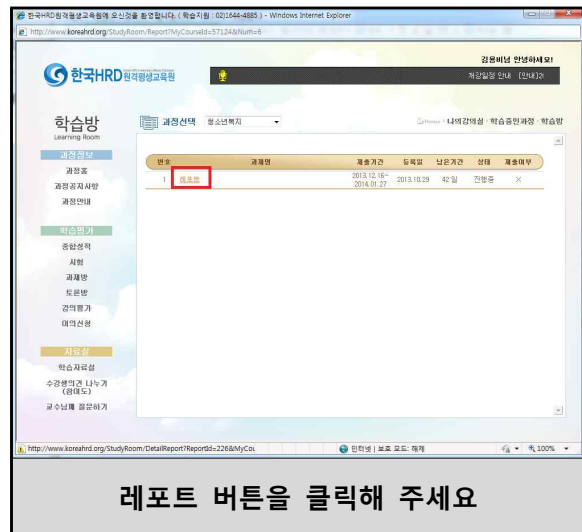 한국HRD원격평생교육원에 오신것을 환영합니다. ( 학습지원 : 02)1644-4885 ) - Windows Internet Explorer
http://www.koreahrd.org/StudyRoom/Report?MyCourseId=57124&Num=6
김용비님 안녕하세요!
한국HRD원격평생교육원
개강일정 안내 [안내]2
학습방
Learning Room
과정선택 청소년복지
Home > 나의강의실 > 학습중인과정 > 학습방
과정정보
과정홈
과정공지사항
과정안내
번호 과제명 제출기간 등록일 남은기간 상태 제출여부
1 레포트 2013.12.16~ 2014.01.27 2013.10.29 42 일 진행중 ×
학습평가
종합성적
시험
과제방
토론방
강의평가
이의신청
자료실
학습자료실
수강생의견 나누기
(참여도)
교수님께 질문하기
http://www.koreahrd.org/StudyRoom/DetailReport?ReportId=226&MyCou
인터넷 | 보호 모드: 해제
100%
레포트 버튼을 클릭해 주세요